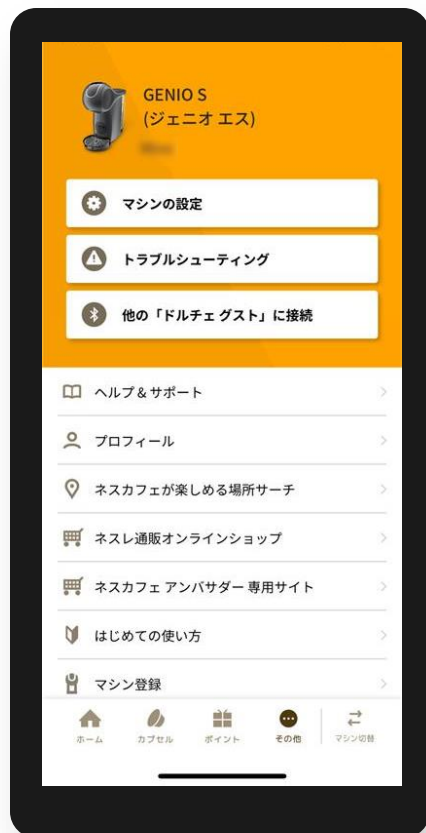 GENIO S
(ジェニオ エス)
マシンの設定
トラブルシューティング
他の「ドルチェ グスト」に接続
ヘルプ＆サポート
プロフィール
ネスカフェが楽しめる場所サーチ
ネスレ通販オンラインショップ
ネスカフェ アンバサダー 専用サイト
はじめての使い方
マシン登録
ホーム
カプセル
ポイント
その他
マシン切替